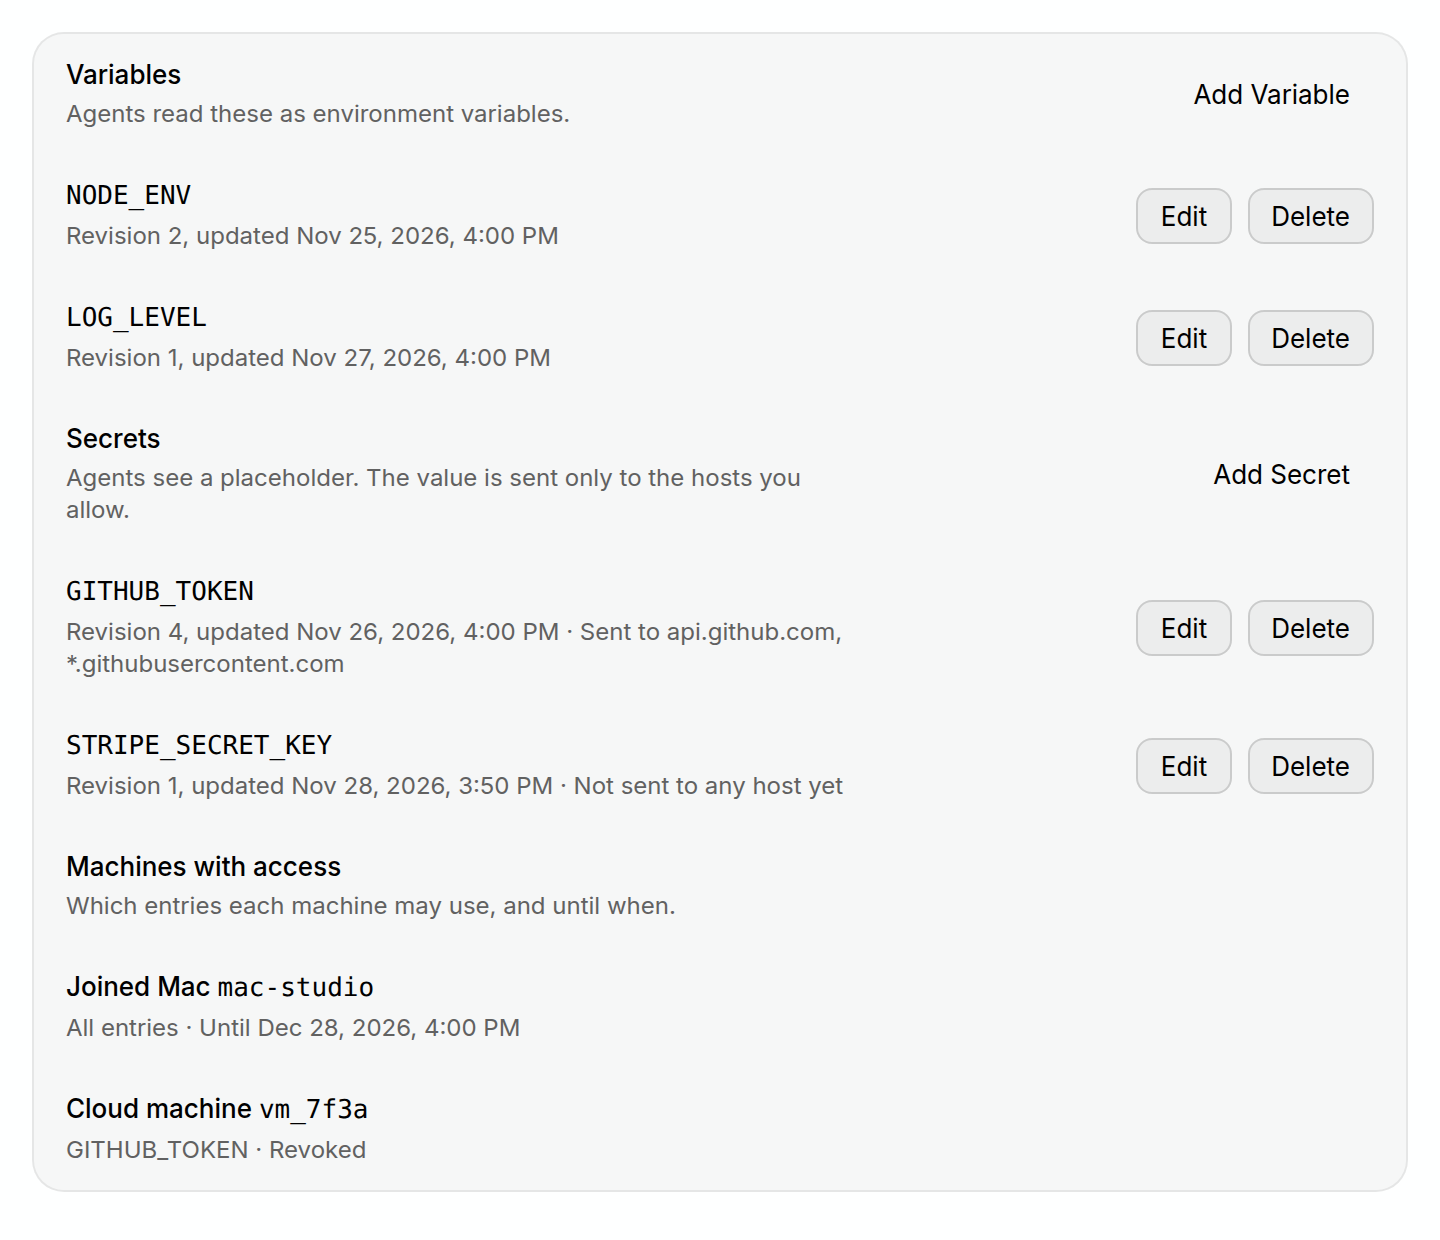 Variables
Agents read these as environment variables.
Add Variable
NODE_ENV
Revision 2, updated Nov 25, 2026, 4:00 PM
Edit
Delete
LOG_LEVEL
Revision 1, updated Nov 27, 2026, 4:00 PM
Edit
Delete
Secrets
Agents see a placeholder. The value is sent only to the hosts you
allow.
Add Secret
GITHUB_TOKEN
Revision 4, updated Nov 26, 2026, 4:00 PM · Sent to api.github.com,
*.githubusercontent.com
Edit
Delete
STRIPE_SECRET_KEY
Revision 1, updated Nov 28, 2026, 3:50 PM · Not sent to any host yet
Edit
Delete
Machines with access
Which entries each machine may use, and until when.
Joined Mac mac-studio
All entries · Until Dec 28, 2026, 4:00 PM
Cloud machine vm_7f3a
GITHUB_TOKEN · Revoked